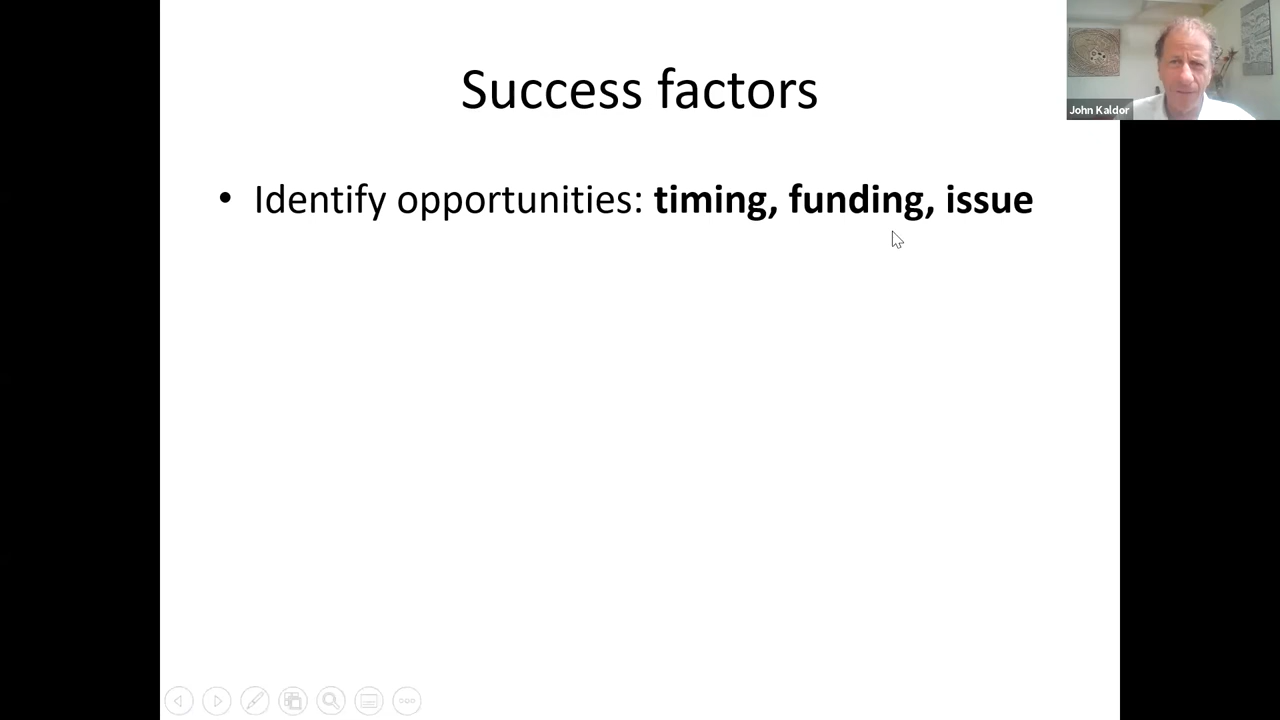 Success factors
John Kaldor
• Identify opportunities: timing, funding, issue